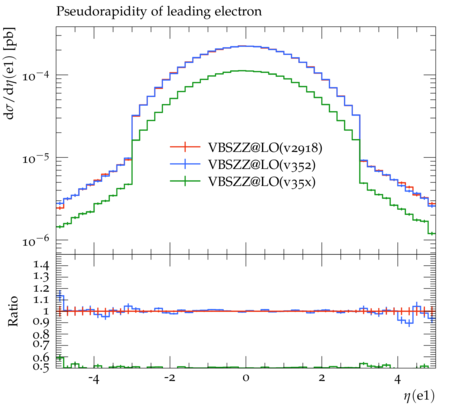 Pseudorapidity of leading electron
dσ/dη(e1) [pb]
10⁻⁴
10⁻⁵
10⁻⁶
VBSZZ@LO(v2918)
VBSZZ@LO(v352)
VBSZZ@LO(v35x)
Ratio
1.4
1.3
1.2
1.1
1
0.9
0.8
0.7
0.6
0.5
-4 -2 0 2 4
η(e1)